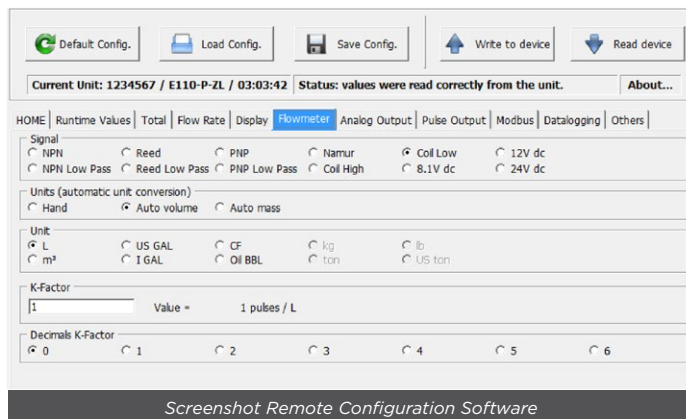 Default Config. Load Config. Save Config. Write to device Read device
Current Unit: 1234567 / E110-P-ZL / 03:03:42 Status: values were read correctly from the unit. About...
HOME Runtime Values Total Flow Rate Display Flowmeter Analog Output Pulse Output Modbus Datalogging Others
Signal
NPN Reed PNP Namur Coil Low 12V dc
NPN Low Pass Reed Low Pass PNP Low Pass Coil High 8.1V dc 24V dc
Units (automatic unit conversion)
Hand Auto volume Auto mass
Unit
L US GAL CF kg lb
m³ I GAL Oil BBL ton US ton
K-Factor
1 Value = 1 pulses / L
Decimals K-Factor
0 1 2 3 4 5 6
Screenshot Remote Configuration Software